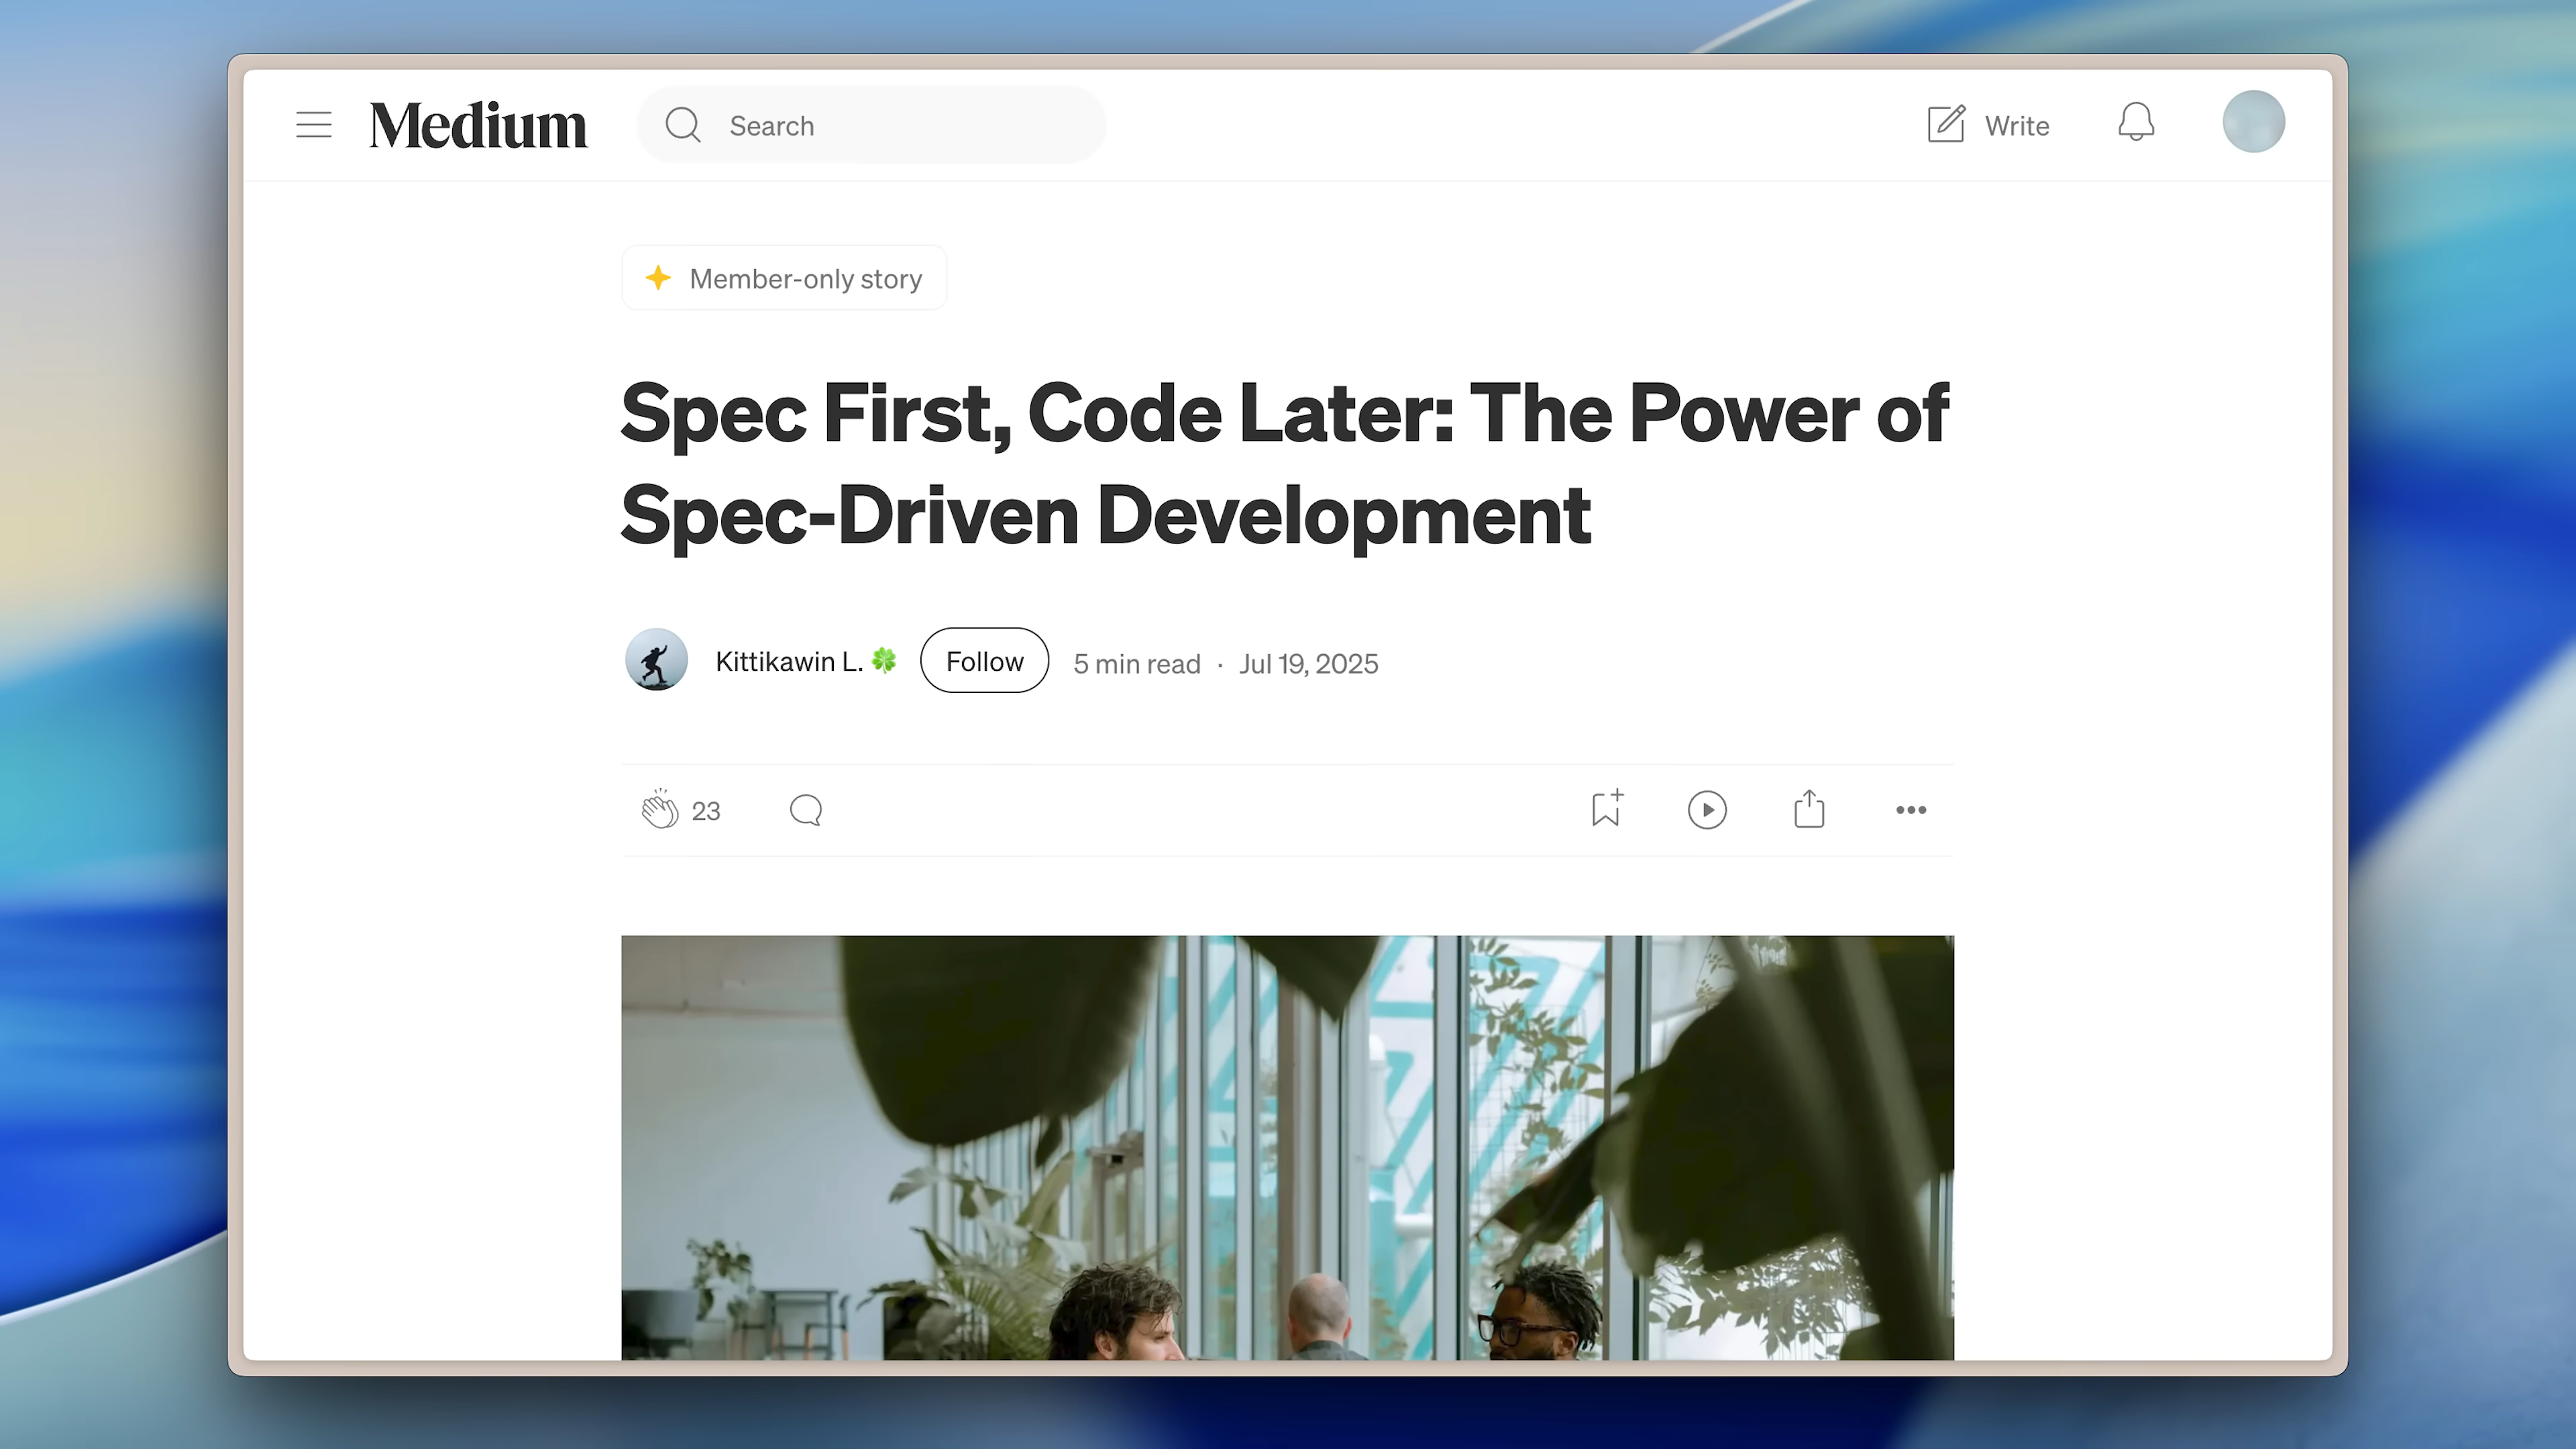 Medium
Search
Write
Member-only story
Spec First, Code Later: The Power of
Spec-Driven Development
Kittikawin L.🍀
Follow
5 min read · Jul 19, 2025
23